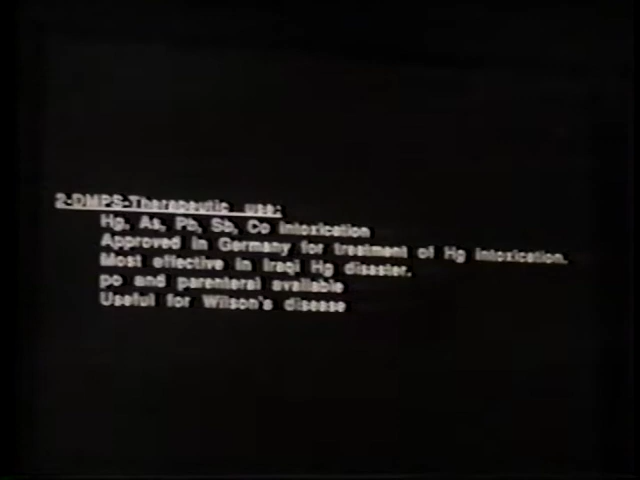 2-DMPS-Therapeutic use:
Hg, As, Pb, Sb, Co intoxication
Approved in Germany for treatment of Hg intoxication.
Most effective in Iraqi Hg disaster.
po and parenteral available
Useful for Wilson's disease